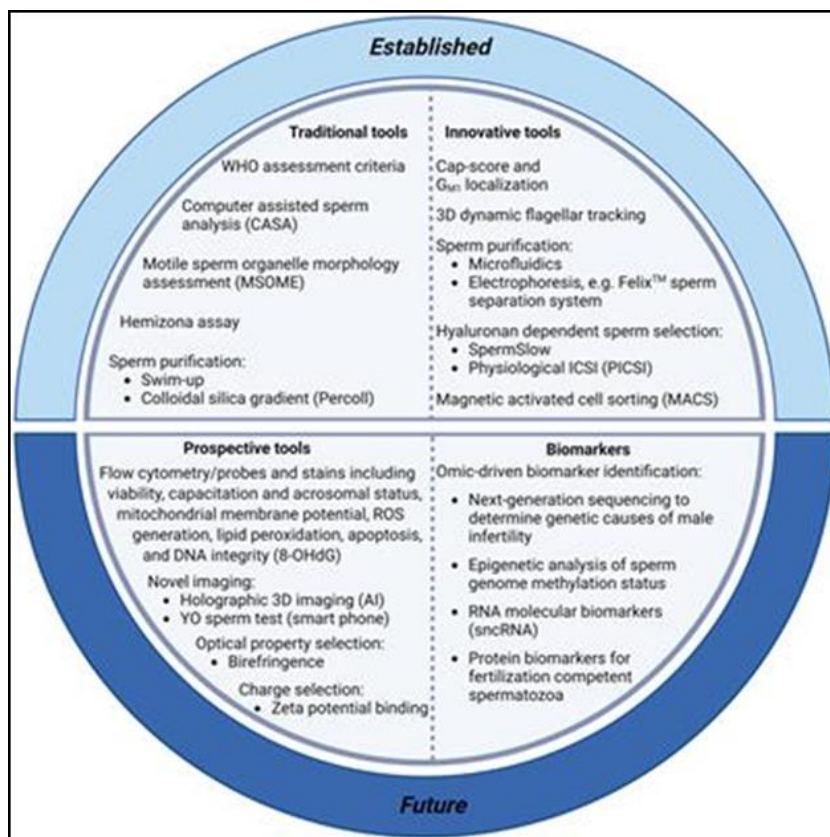 Established
Traditional tools
WHO assessment criteria
Computer assisted sperm
analysis (CASA)
Motile sperm organelle morphology
assessment (MSOME)
Hemizona assay
Sperm purification:
• Swim-up
• Colloidal silica gradient (Percoll)
Innovative tools
Cap-score and
GM1 localization
3D dynamic flagellar tracking
Sperm purification:
• Microfluidics
• Electrophoresis, e.g. Felix™ sperm
separation system
Hyaluronan dependent sperm selection:
• SpermSlow
• Physiological ICSI (PICSI)
Magnetic activated cell sorting (MACS)
Prospective tools
Flow cytometry/probes and stains including
viability, capacitation and acrosomal status,
mitochondrial membrane potential, ROS
generation, lipid peroxidation, apoptosis,
and DNA integrity (8-OHdG)
Novel imaging:
• Holographic 3D imaging (AI)
• YO sperm test (smart phone)
Optical property selection:
• Birefringence
Charge selection:
• Zeta potential binding
Biomarkers
Omic-driven biomarker identification:
• Next-generation sequencing to
determine genetic causes of male
infertility
• Epigenetic analysis of sperm
genome methylation status
• RNA molecular biomarkers
(sncRNA)
• Protein biomarkers for
fertilization competent
spermatozoa
Future